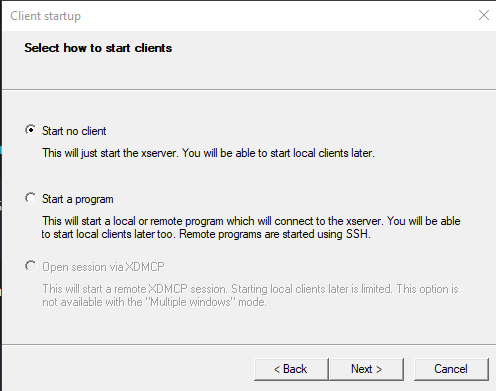 Client startup
Select how to start clients
Start no client
This will just start the xserver. You will be able to start local clients later.
Start a program
This will start a local or remote program which will connect to the xserver. You will be able
to start local clients later too. Remote programs are started using SSH.
Open session via XDMCP
This will start a remote XDMCP session. Starting local clients later is limited. This option is
not available with the "Multiple windows" mode.
< Back
Next >
Cancel